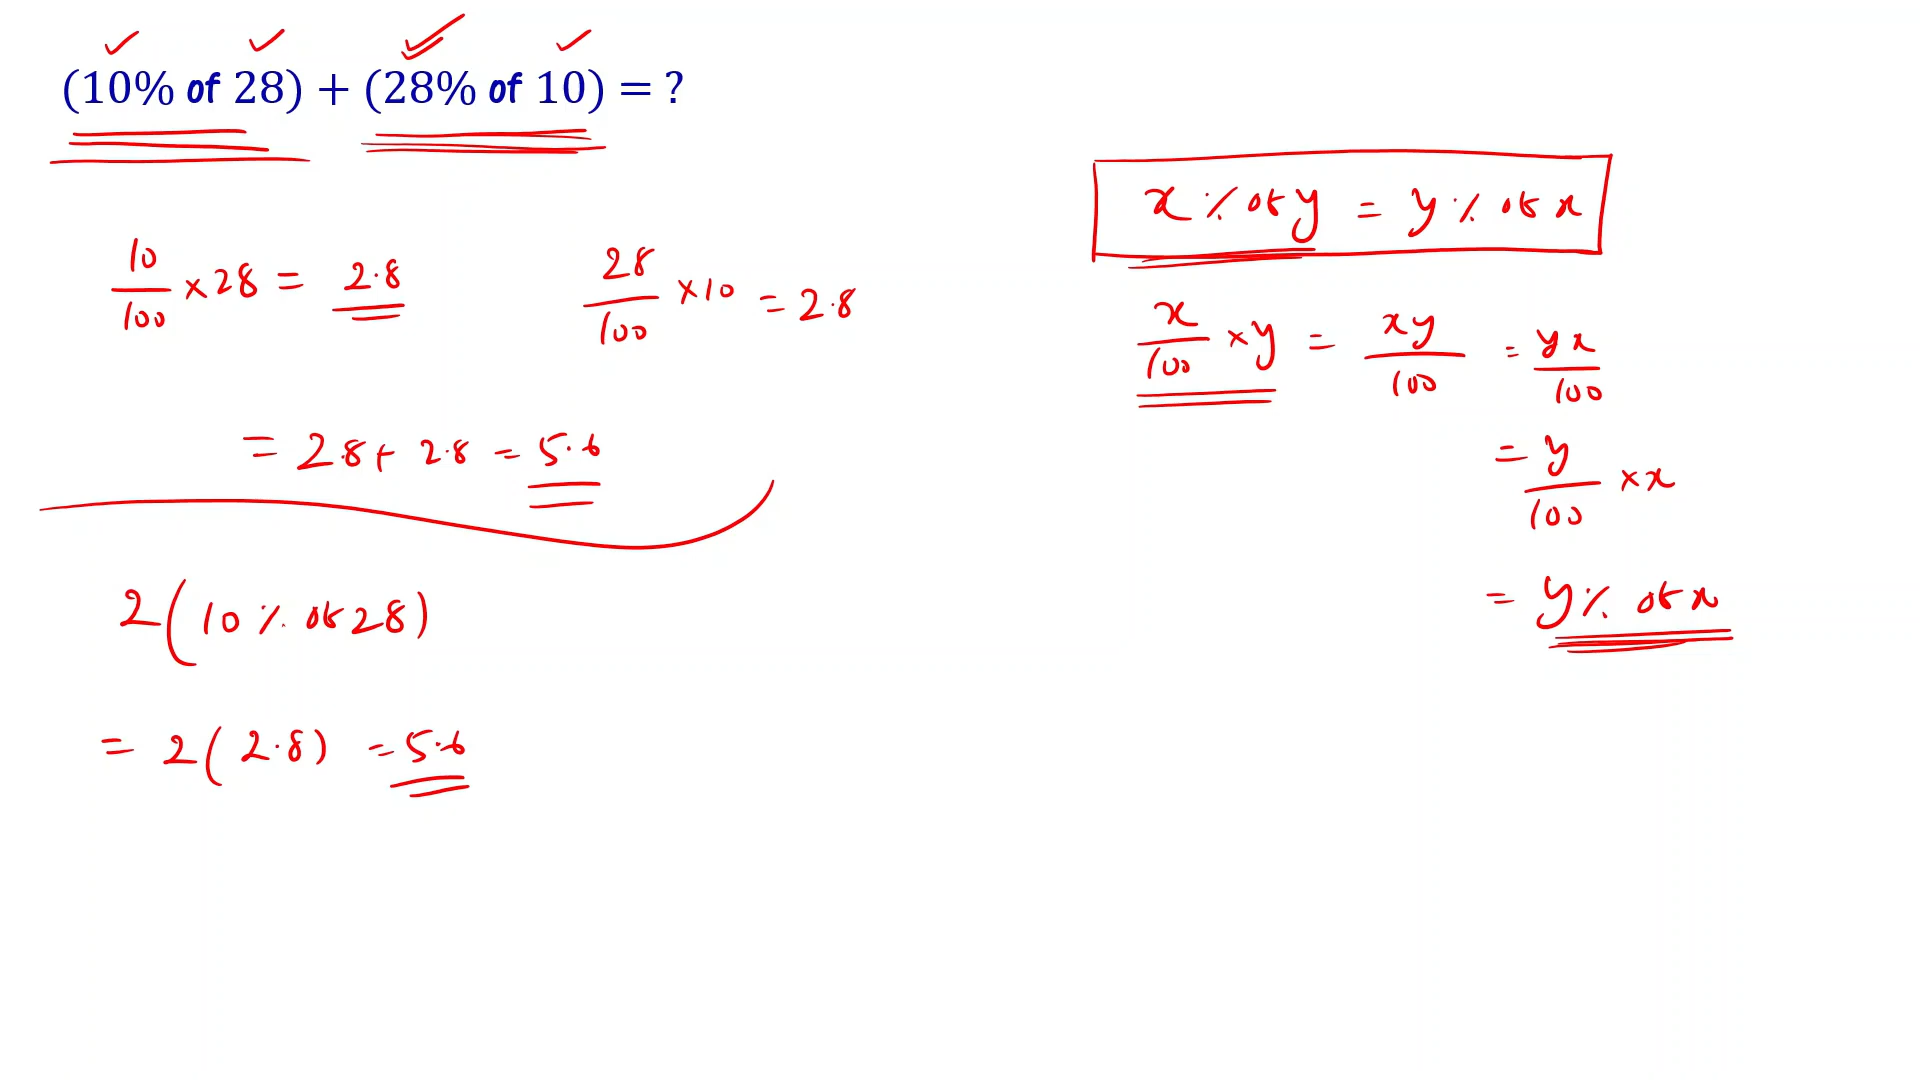 (10% of 28) + (28% of 10) = ?
10/100 × 28 = 2.8
28/100 × 10 = 2.8
= 2.8 + 2.8 = 5.6
2(10% of 28)
= 2(2.8) = 5.6
x% of y = y% of x
x/100 × y = xy/100 = yx/100
= y/100 × x
= y% of x